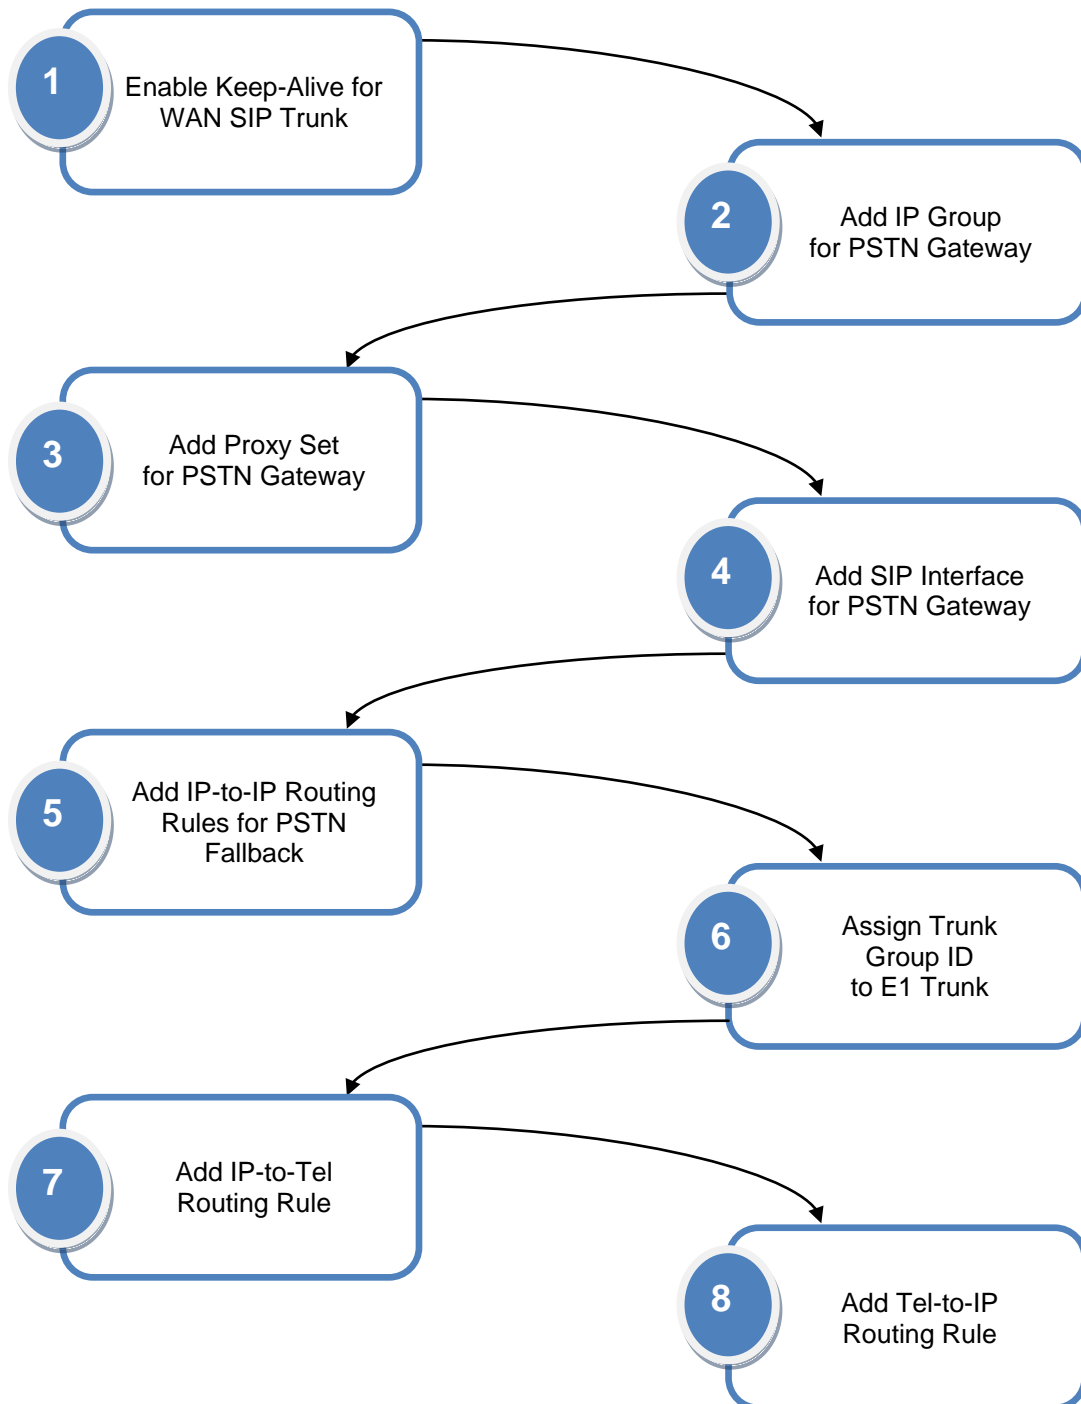 1
Enable Keep-Alive for
WAN SIP Trunk
2
Add IP Group
for PSTN Gateway
3
Add Proxy Set
for PSTN Gateway
4
Add SIP Interface
for PSTN Gateway
5
Add IP-to-IP Routing
Rules for PSTN
Fallback
6
Assign Trunk
Group ID
to E1 Trunk
7
Add IP-to-Tel
Routing Rule
8
Add Tel-to-IP
Routing Rule